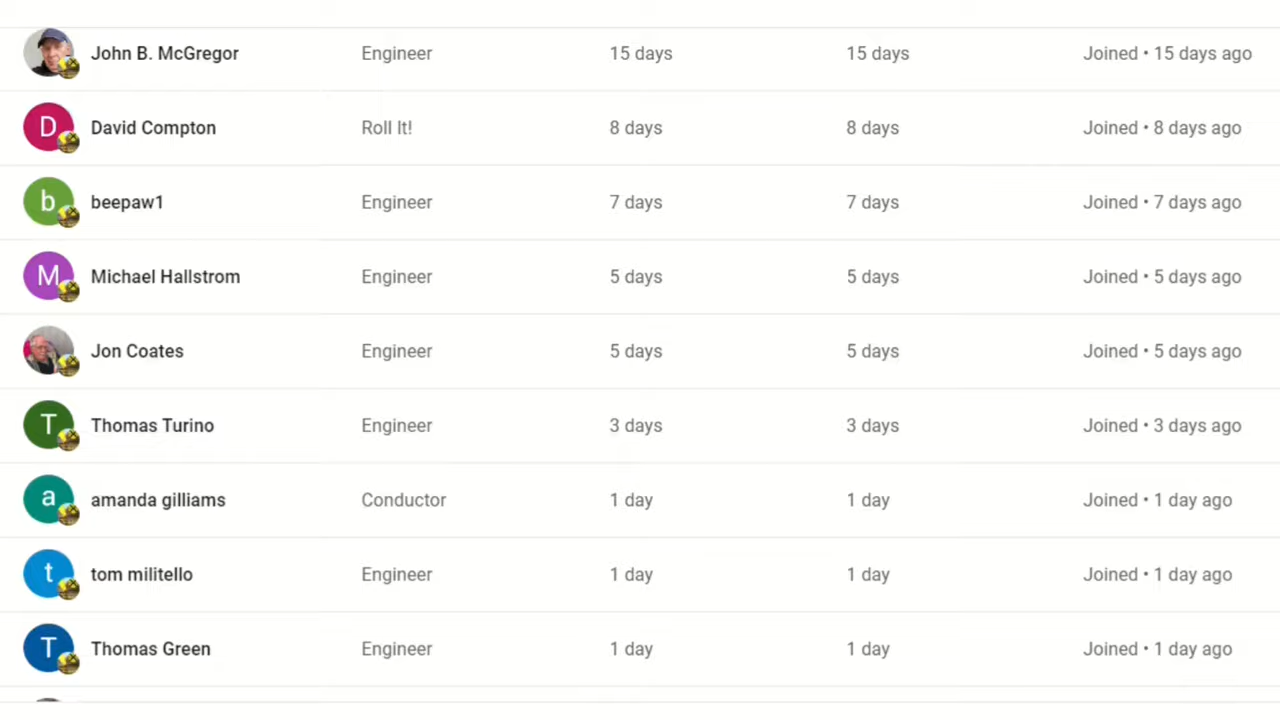 John B. McGregor Engineer 15 days 15 days Joined • 15 days ago
D David Compton Roll It! 8 days 8 days Joined • 8 days ago
b beepaw1 Engineer 7 days 7 days Joined • 7 days ago
M Michael Hallstrom Engineer 5 days 5 days Joined • 5 days ago
Jon Coates Engineer 5 days 5 days Joined • 5 days ago
T Thomas Turino Engineer 3 days 3 days Joined • 3 days ago
a amanda gilliams Conductor 1 day 1 day Joined • 1 day ago
t tom militello Engineer 1 day 1 day Joined • 1 day ago
T Thomas Green Engineer 1 day 1 day Joined • 1 day ago